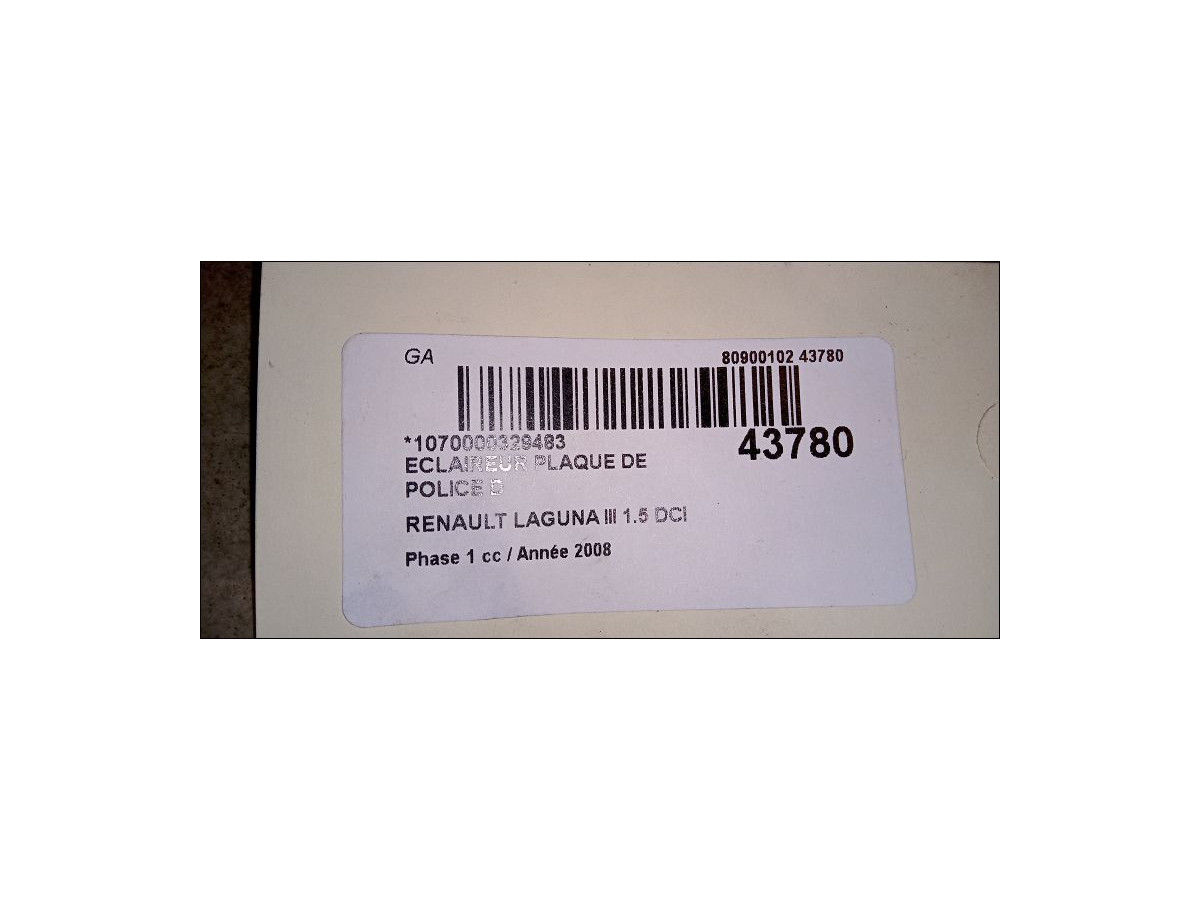 GA
80900102 43780
*1070000329483
43780
ECLAIREUR PLAQUE DE
POLICE D
RENAULT LAGUNA III 1.5 DCI
Phase 1 cc / Année 2008